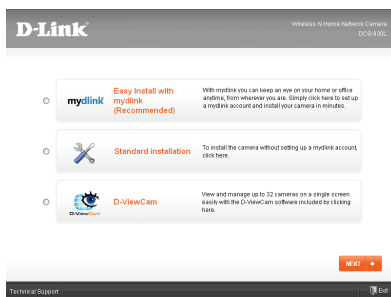 D-Link
Wireless N Home Network Camera
DCS-930L
mydlink
Easy Install with
mydlink
(Recommended)
With mydlink you can keep an eye on your home or office
anytime, from wherever you are. Simply click here to set up
a mydlink account and install your camera in minutes.
Standard installation
To install the camera without setting up a mydlink account,
click here.
D-ViewCam
D-ViewCam
View and manage up to 32 cameras on a single screen
easily with the D-ViewCam software included by clicking
here.
NEXT
Technical Support
Exit